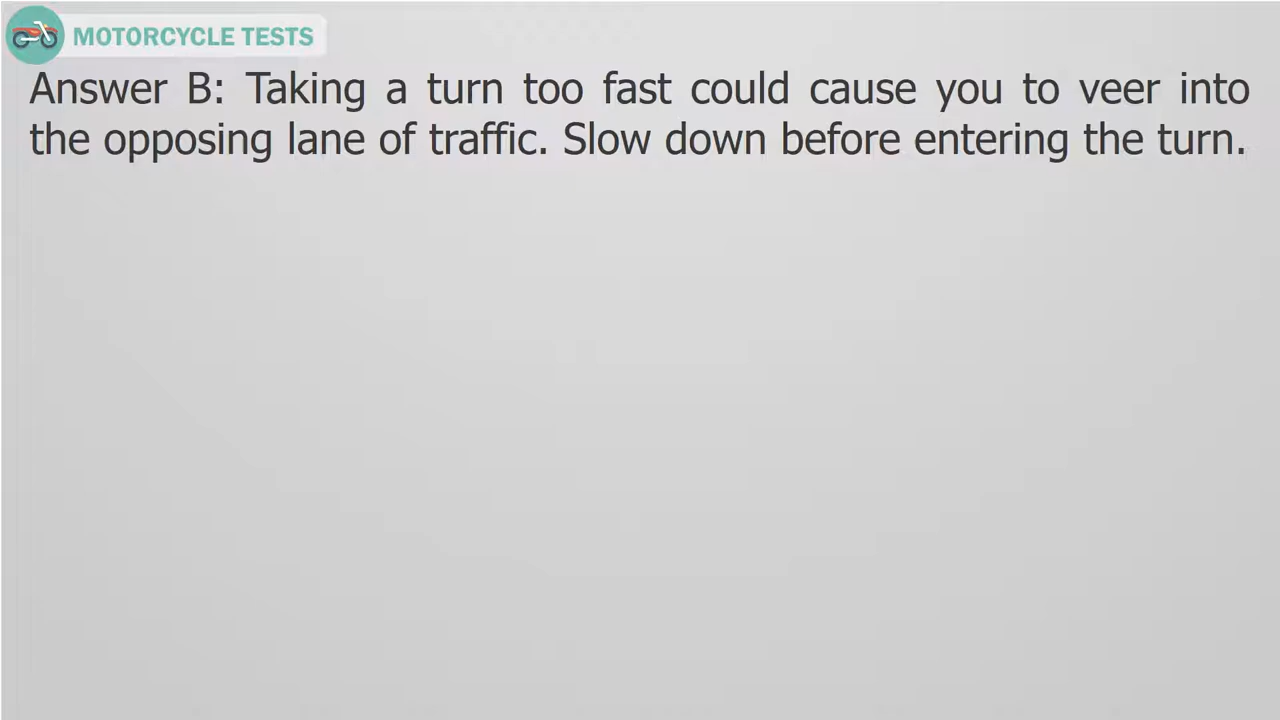 MOTORCYCLE TESTS
Answer B: Taking a turn too fast could cause you to veer into
the opposing lane of traffic. Slow down before entering the turn.